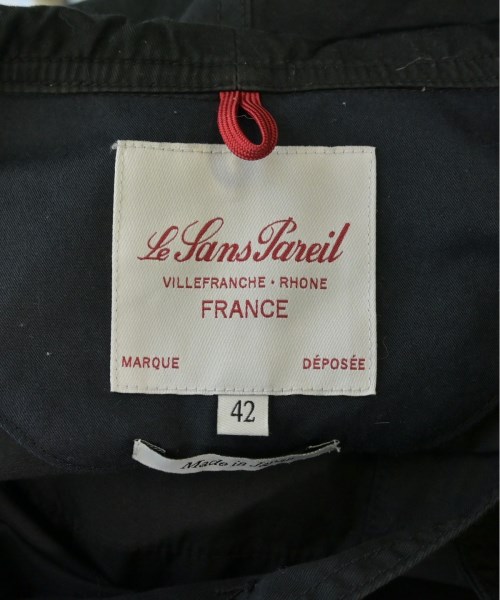 Le Sans Pareil
VILLEFRANCHE • RHONE
FRANCE
MARQUE DÉPOSÉE
42
Made in